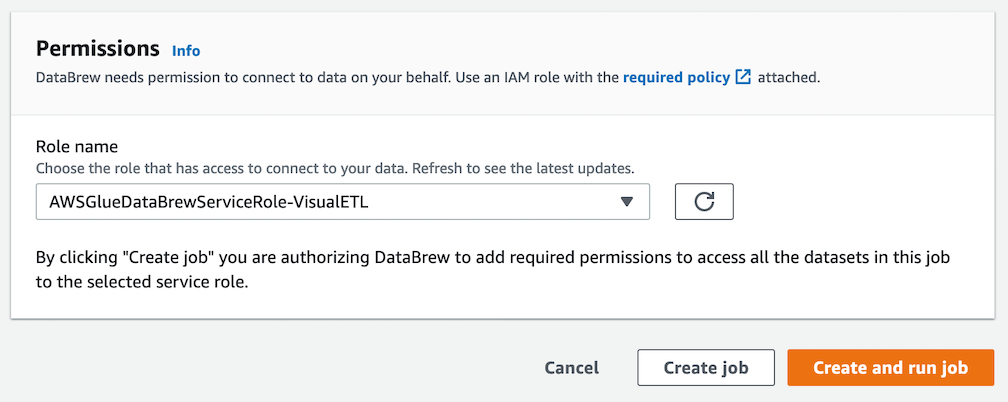 Permissions Info
DataBrew needs permission to connect to data on your behalf. Use an IAM role with the required policy attached.
Role name
Choose the role that has access to connect to your data. Refresh to see the latest updates.
AWSGlueDataBrewServiceRole-VisualETL
By clicking "Create job" you are authorizing DataBrew to add required permissions to access all the datasets in this job
to the selected service role.
Cancel Create job Create and run job